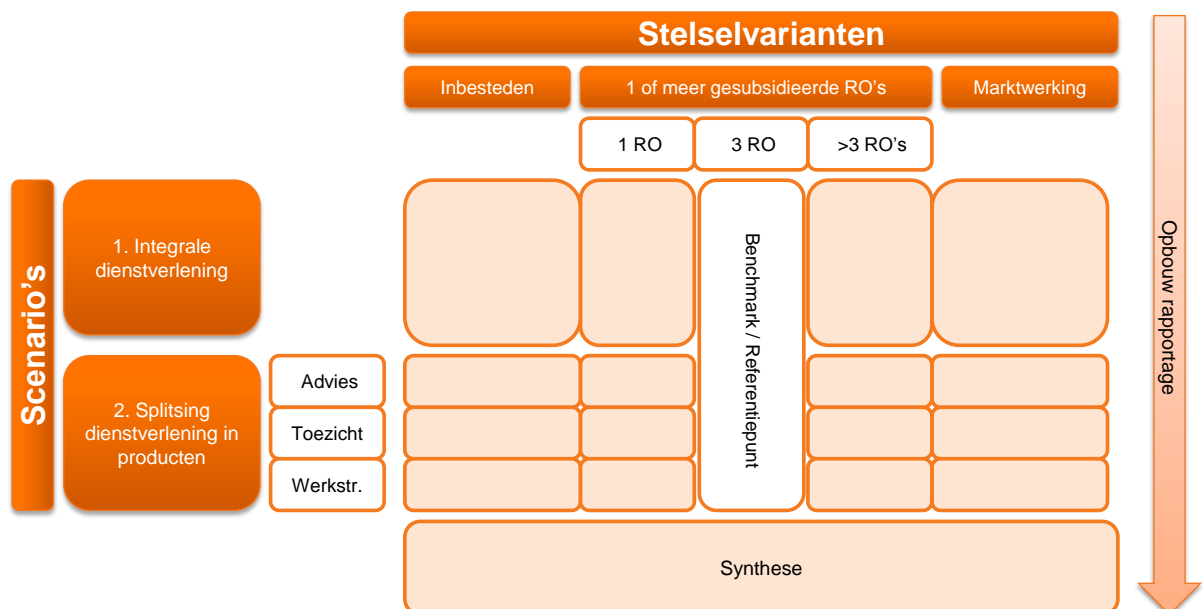 Stelselvarianten
Inbesteden
1 of meer gesubsidieerde RO’s
Marktwerking
1 RO
3 RO
>3 RO’s
Scenario’s
1. Integrale
dienstverlening
Benchmark / Referentiepunt
Opbouw rapportage
2. Splitsing
dienstverlening in
producten
Advies
Toezicht
Werkstr.
Synthese